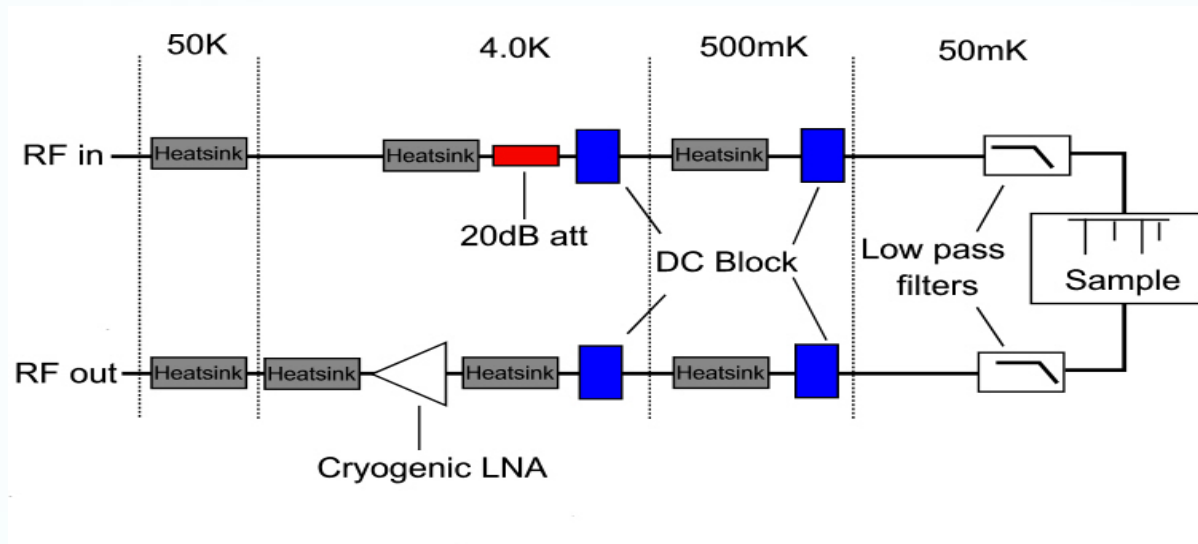 50K 4.0K 500mK 50mK
RF in Heatsink Heatsink Heatsink
20dB att
DC Block
Low pass
filters
Sample
RF out Heatsink Heatsink Heatsink Heatsink
Cryogenic LNA